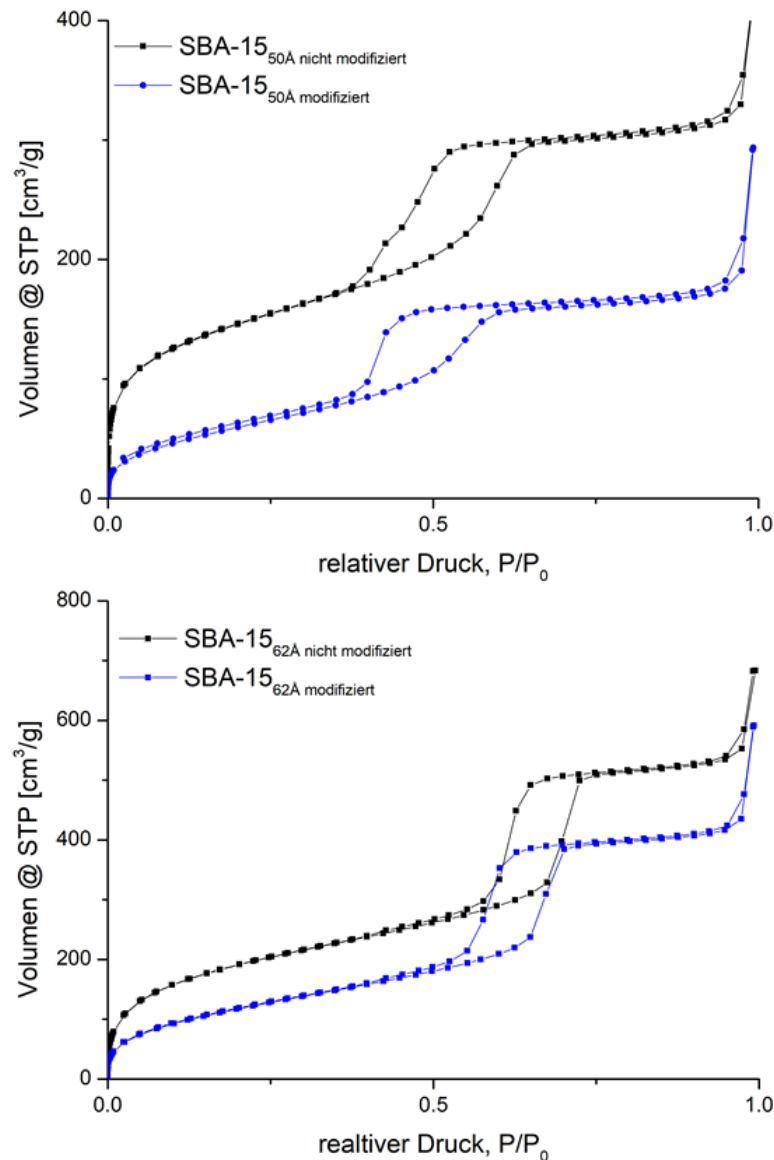 400
SBA-15 50Å nicht modifiziert
SBA-15 50Å modifiziert
200
0
0.0 0.5 1.0
Volumen @ STP [cm³/g]
relativer Druck, P/P₀
800
SBA-15 62Å nicht modifiziert
SBA-15 62Å modifiziert
600
400
200
0
0.0 0.5 1.0
Volumen @ STP [cm³/g]
realtiver Druck, P/P₀